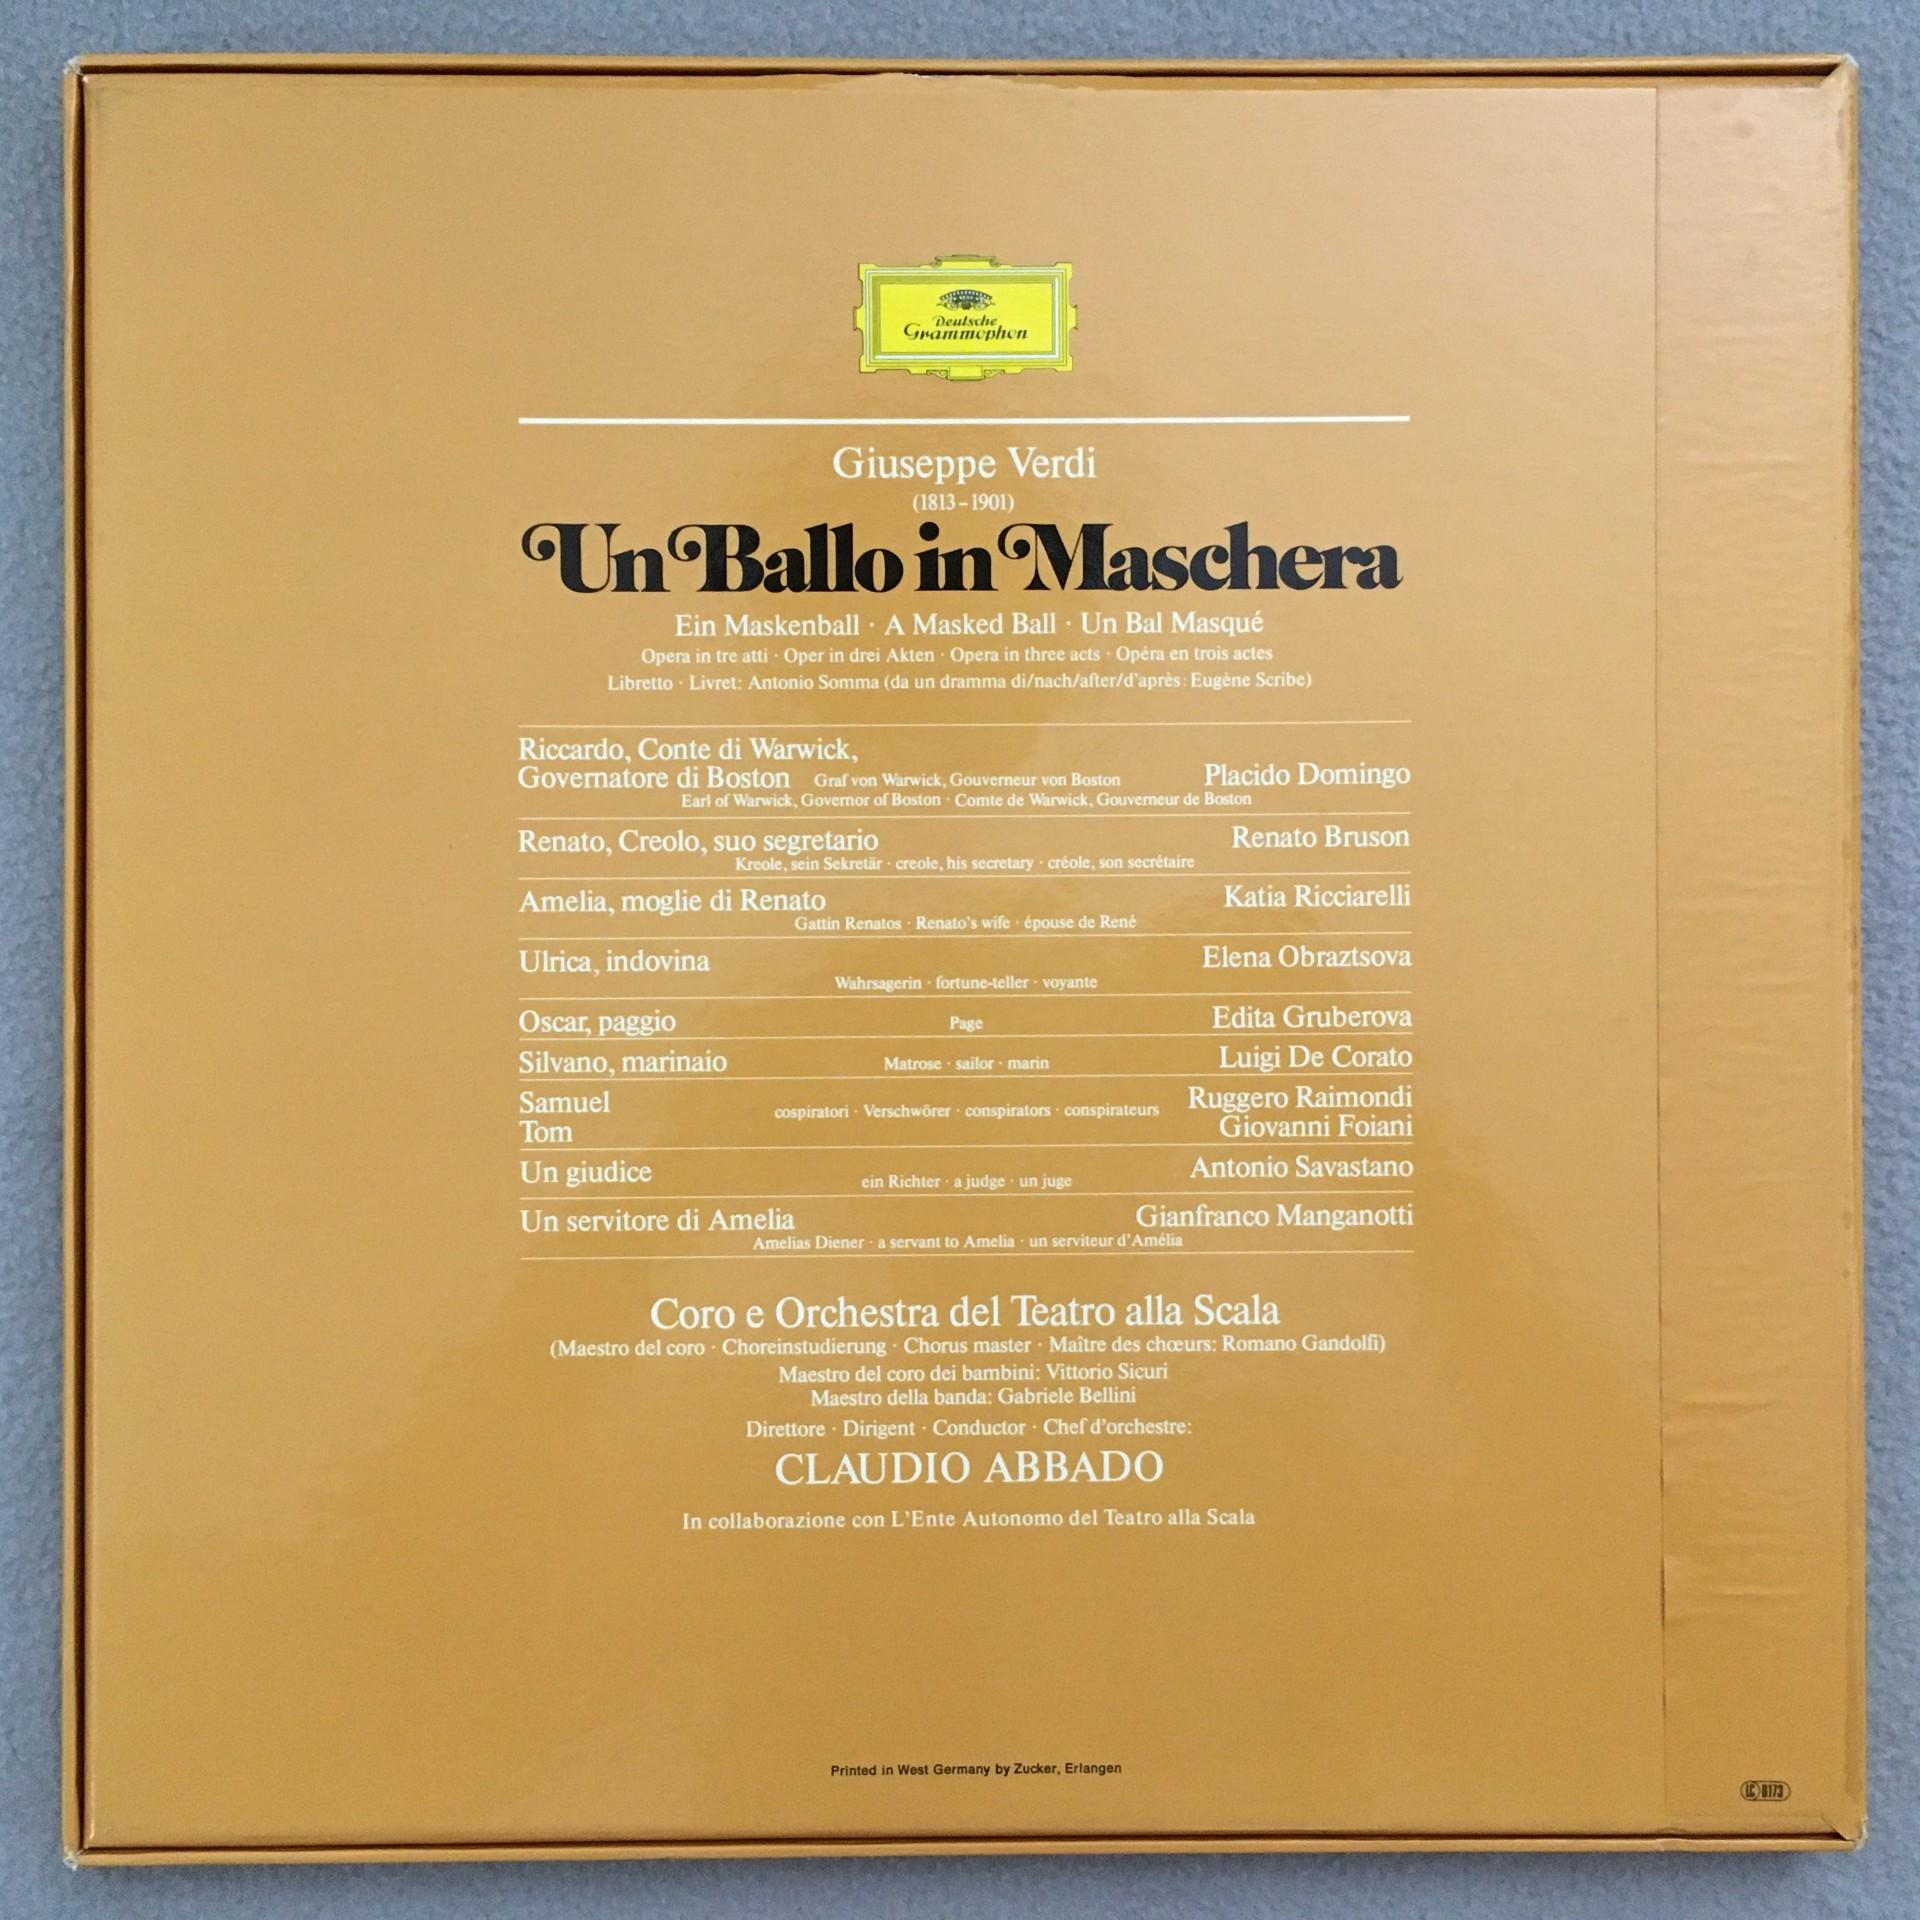 Deutsche
Grammophon
Giuseppe Verdi
(1813–1901)
Un Ballo in Maschera
Ein Maskenball · A Masked Ball · Un Bal Masqué
Opera in tre atti · Oper in drei Akten · Opera in three acts · Opéra en trois actes
Libretto · Livret: Antonio Somma (da un dramma di/nach/after/d'après: Eugène Scribe)
Riccardo, Conte di Warwick,
Governatore di Boston Graf von Warwick, Gouverneur von Boston Placido Domingo
Earl of Warwick, Governor of Boston · Comte de Warwick, Gouverneur de Boston
Renato, Creolo, suo segretario Renato Bruson
Kreole, sein Sekretär · creole, his secretary · créole, son secrétaire
Amelia, moglie di Renato Katia Ricciarelli
Gattin Renatos · Renato's wife · épouse de René
Ulrica, indovina Elena Obraztsova
Wahrsagerin · fortune-teller · voyante
Oscar, paggio Page Edita Gruberova
Silvano, marinaio Matrose · sailor · marin Luigi De Corato
Samuel Ruggero Raimondi
cospiratori · Verschwörer · conspirators · conspirateurs
Tom Giovanni Foiani
Un giudice Antonio Savastano
ein Richter · a judge · un juge
Un servitore di Amelia Gianfranco Manganotti
Amelias Diener · a servant to Amelia · un serviteur d'Amélia
Coro e Orchestra del Teatro alla Scala
(Maestro del coro · Choreinstudierung · Chorus master · Maître des chœurs: Romano Gandolfi)
Maestro del coro dei bambini: Vittorio Sicuri
Maestro della banda: Gabriele Bellini
Direttore · Dirigent · Conductor · Chef d'orchestre:
CLAUDIO ABBADO
In collaborazione con L'Ente Autonomo del Teatro alla Scala
Printed in West Germany by Zucker, Erlangen
LC 0173